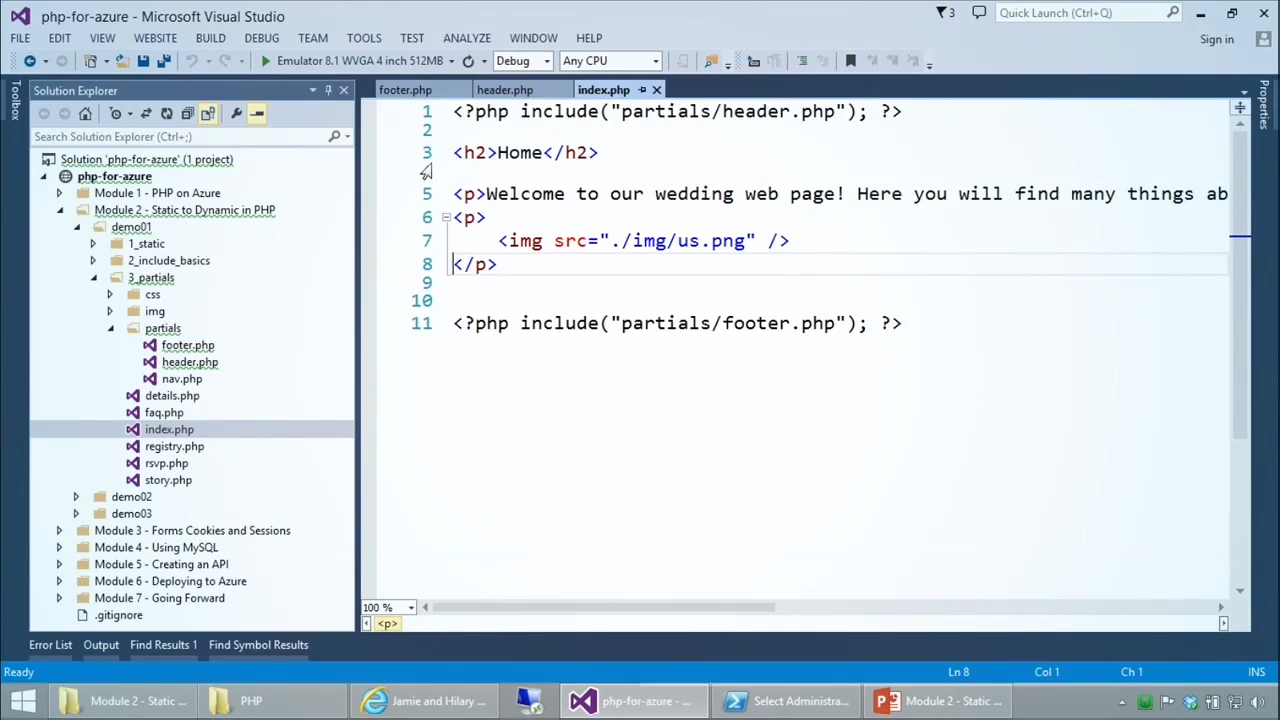 php-for-azure - Microsoft Visual Studio
3
Quick Launch (Ctrl+Q)
FILE EDIT VIEW WEBSITE BUILD DEBUG TEAM TOOLS TEST ANALYZE WINDOW HELP
Sign in
Emulator 8.1 WVGA 4 inch 512MB
Debug
Any CPU
Toolbox
Solution Explorer
Search Solution Explorer (Ctrl+;)
Solution 'php-for-azure' (1 project)
php-for-azure
Module 1 - PHP on Azure
Module 2 - Static to Dynamic in PHP
demo01
1_static
2_include_basics
3_partials
css
img
partials
footer.php
header.php
nav.php
details.php
faq.php
index.php
registry.php
rsvp.php
story.php
demo02
demo03
Module 3 - Forms Cookies and Sessions
Module 4 - Using MySQL
Module 5 - Creating an API
Module 6 - Deploying to Azure
Module 7 - Going Forward
.gitignore
footer.php header.php index.php
1 <?php include("partials/header.php"); ?>
2
3 <h2>Home</h2>
5 <p>Welcome to our wedding web page! Here you will find many things ab
6 <p>
7 <img src="./img/us.png" />
8 </p>
9
10
11 <?php include("partials/footer.php"); ?>
100 %
<p>
Properties
Error List Output Find Results 1 Find Symbol Results
Ready Ln 8 Col 1 Ch 1 INS
Module 2 - Static ...
PHP
Jamie and Hilary ...
php-for-azure - ...
Select Administra...
Module 2 - Static ...